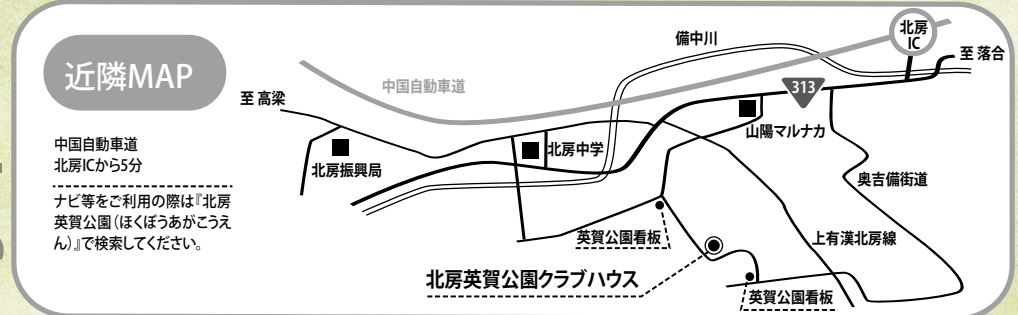 近隣MAP
中国自動車道
北房ICから5分
ナビ等をご利用の際は『北房
英賀公園(ほくぼうあがこうえ
ん)』で検索してください。
至 高梁
中国自動車道
備中川
北房
IC
至 落合
313
山陽マルナカ
北房振興局
北房中学
奥吉備街道
英賀公園看板
上有漢北房線
北房英賀公園クラブハウス
英賀公園看板